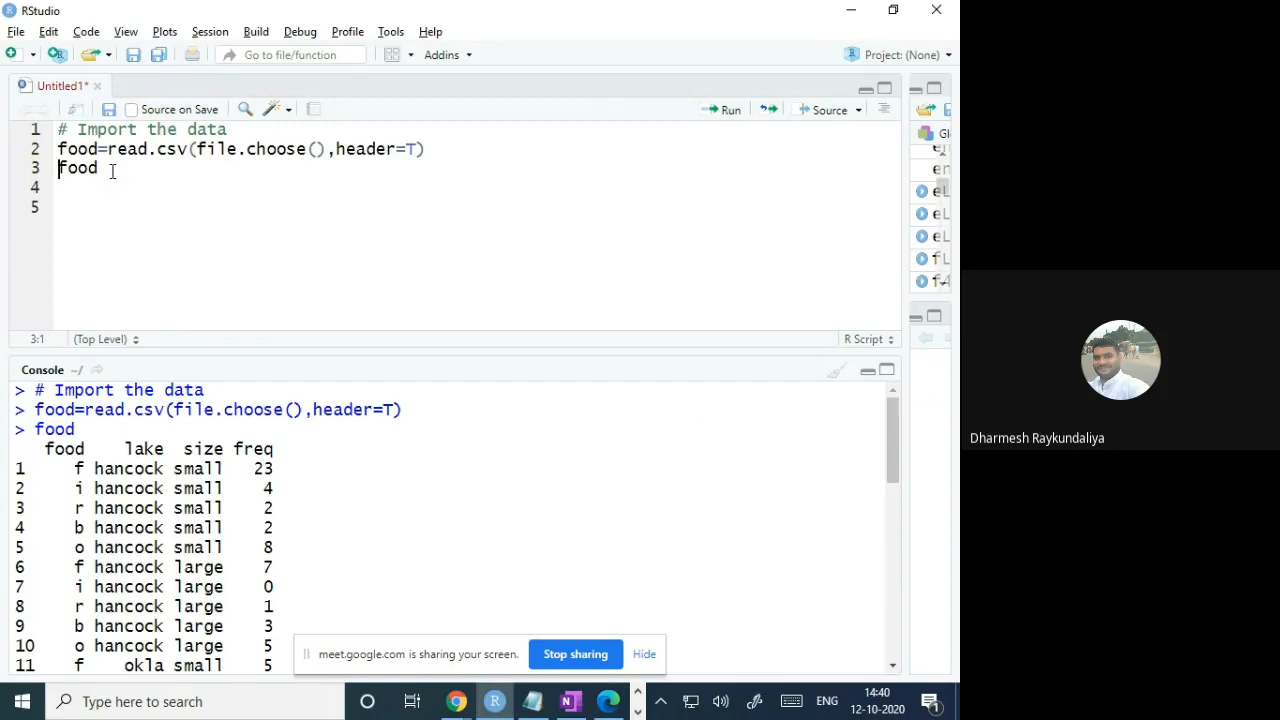 RStudio
File Edit Code View Plots Session Build Debug Profile Tools Help
Go to file/function Addins Project: (None)
Untitled1*
Source on Save Run Source
1 # Import the data
2 food=read.csv(file.choose(),header=T)
3 food
4
5
3:1 (Top Level) R Script
Console ~/
> # Import the data
> food=read.csv(file.choose(),header=T)
> food
food lake size freq
1 f hancock small 23
2 i hancock small 4
3 r hancock small 2
4 b hancock small 2
5 o hancock small 8
6 f hancock large 7
7 i hancock large 0
8 r hancock large 1
9 b hancock large 3
10 o hancock large 5
11 f okla small 5
meet.google.com is sharing your screen. Stop sharing Hide
Type here to search
ENG
14:40
12-10-2020
1
Dharmesh Raykundaliya